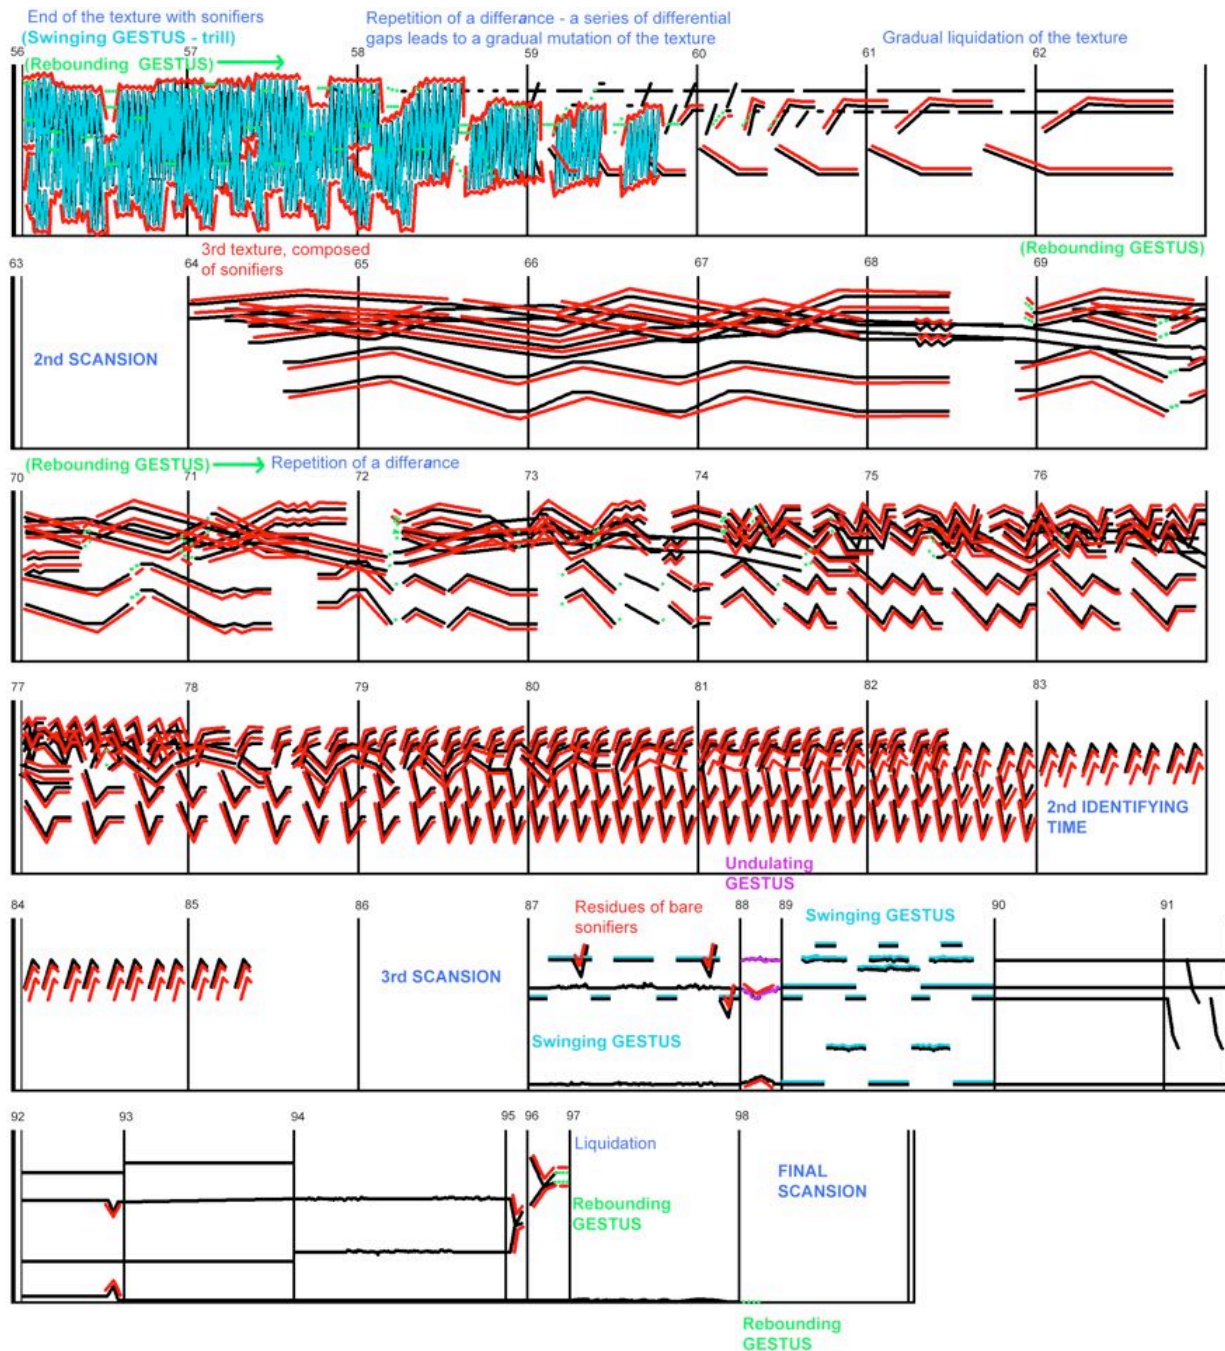 End of the texture with sonifiers
(Swinging GESTUS - trill)
(Rebounding GESTUS)
Repetition of a differance - a series of differential
gaps leads to a gradual mutation of the texture
Gradual liquidation of the texture
56 57 58 59 60 61 62
3rd texture, composed
of sonifiers
(Rebounding GESTUS)
63 64 65 66 67 68 69
2nd SCANSION
(Rebounding GESTUS)
Repetition of a differance
70 71 72 73 74 75 76
77 78 79 80 81 82 83
2nd IDENTIFYING
TIME
Undulating
GESTUS
84 85 86 87 88 89 90 91
Residues of bare
sonifiers
Swinging GESTUS
3rd SCANSION
Swinging GESTUS
92 93 94 95 96 97 98
Liquidation
Rebounding
GESTUS
FINAL
SCANSION
Rebounding
GESTUS